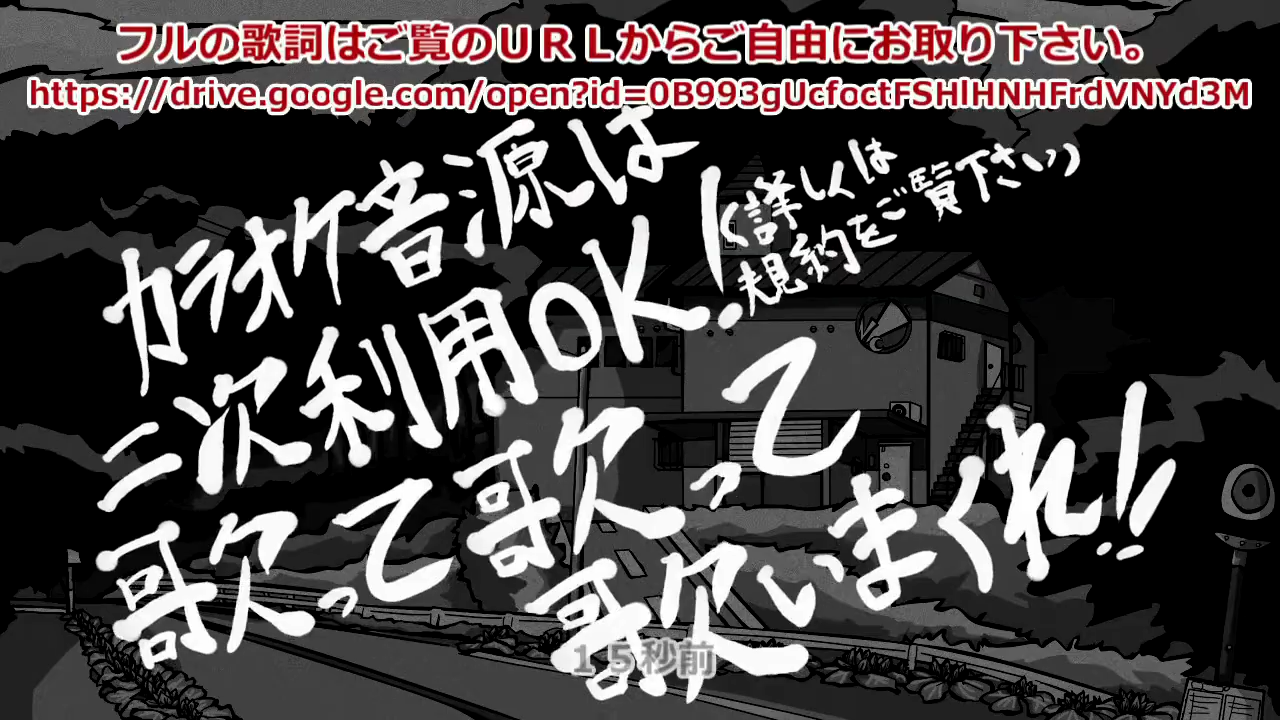 フルの歌詞はご覧のＵＲＬからご自由にお取り下さい。
https://drive.google.com/open?id=0B993gUcfoctFSHlHNHFrdVNYd3M
カラオケ音源は
二次利用OK!
(詳しくは
規約をご覧下さい)
歌って歌って
歌いまくれ!!
１５秒前